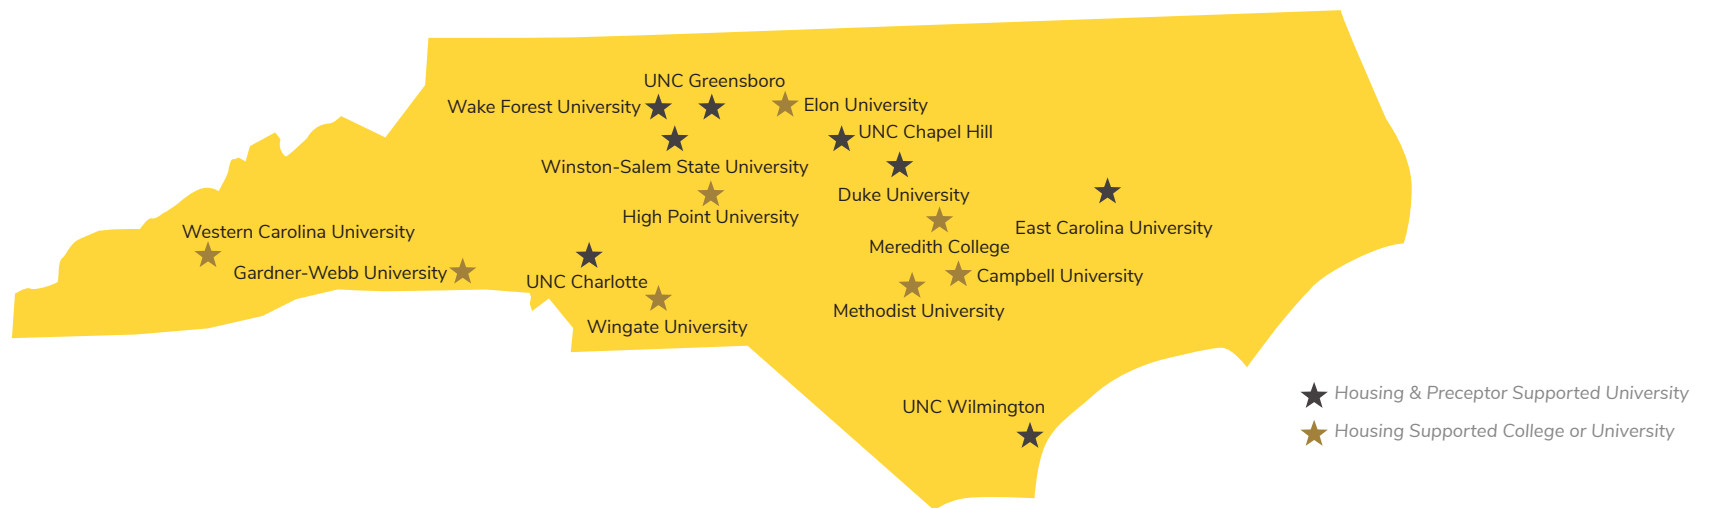 UNC Greensboro
Wake Forest University
Elon University
UNC Chapel Hill
Winston-Salem State University
Duke University
High Point University
East Carolina University
Western Carolina University
Meredith College
Gardner-Webb University
Campbell University
UNC Charlotte
Methodist University
Wingate University
Housing & Preceptor Supported University
UNC Wilmington
Housing Supported College or University